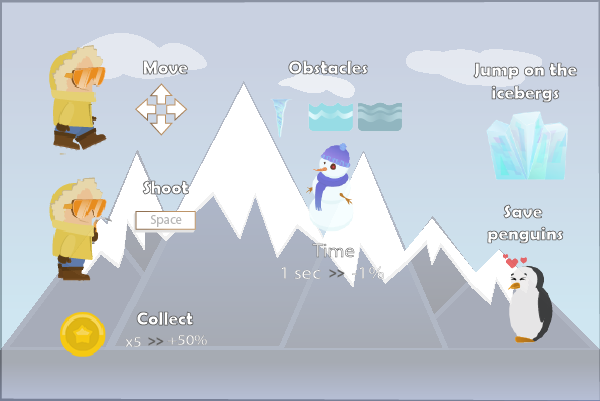 Move
Obstacles
Jump on the
icebergs
Shoot
Space
Save
penguins
Time
1 sec >> -1%
Collect
x5 >> +50%